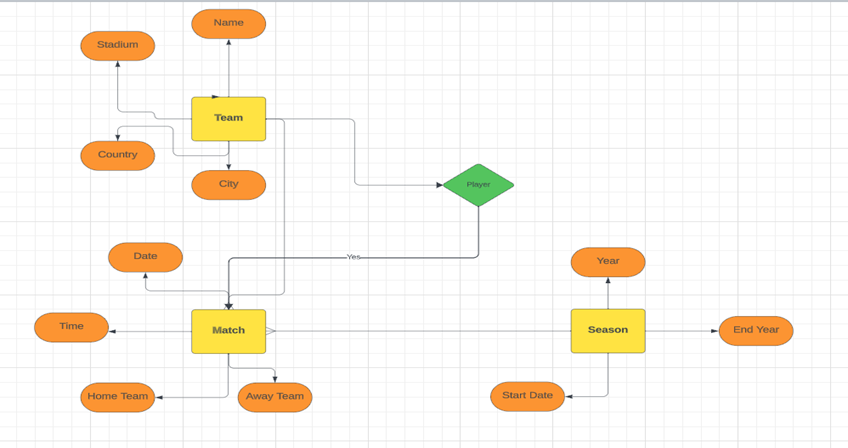 Name
Stadium
Team
Country
City
Player
Date
Yes
Year
Time
Match
Season
End Year
Home Team
Away Team
Start Date